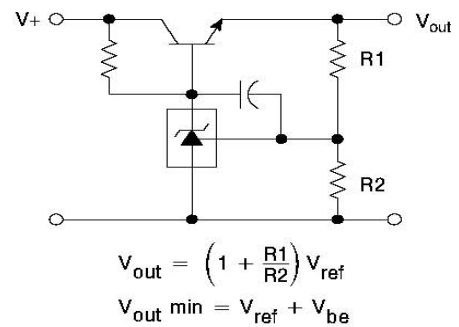 V+
Vout
R1
R2
Vout = (1 + R1/R2) Vref
Vout min = Vref + Vbe